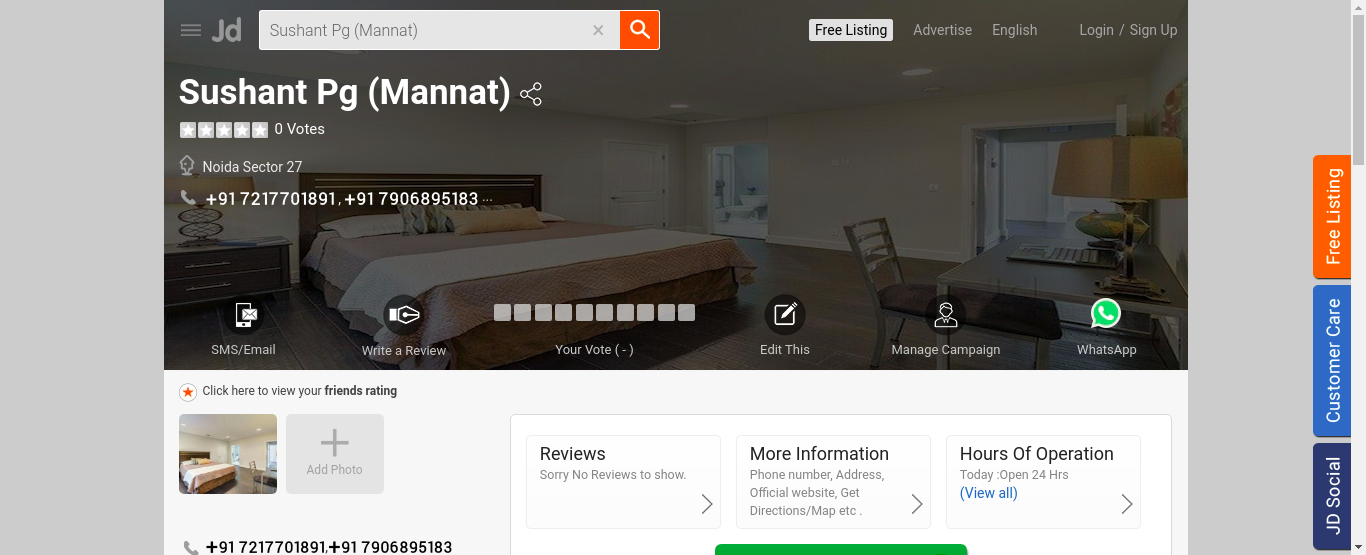 Jd
Sushant Pg (Mannat) ×
Free Listing Advertise English Login / Sign Up
Sushant Pg (Mannat)
0 Votes
Noida Sector 27
+91 7217701891, +91 7906895183 ...
SMS/Email
Write a Review
Your Vote ( - )
Edit This
Manage Campaign
WhatsApp
Click here to view your friends rating
Add Photo
Reviews
Sorry No Reviews to show.
More Information
Phone number, Address,
Official website, Get
Directions/Map etc .
Hours Of Operation
Today :Open 24 Hrs
(View all)
+91 7217701891,+91 7906895183
Free Listing
Customer Care
JD Social